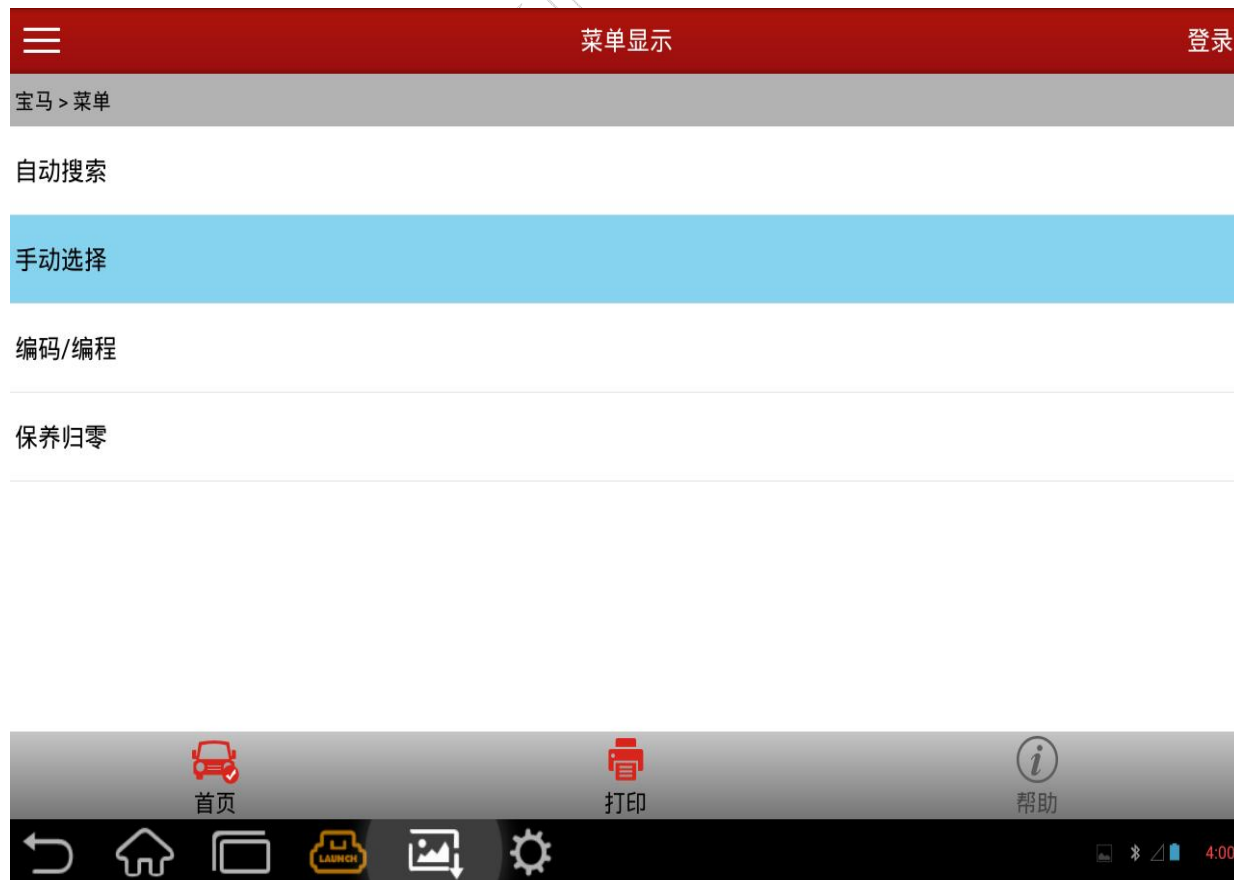 菜单显示
登录
宝马 > 菜单
自动搜索
手动选择
编码/编程
保养归零
首页
打印
帮助
LAUNCH
4:00